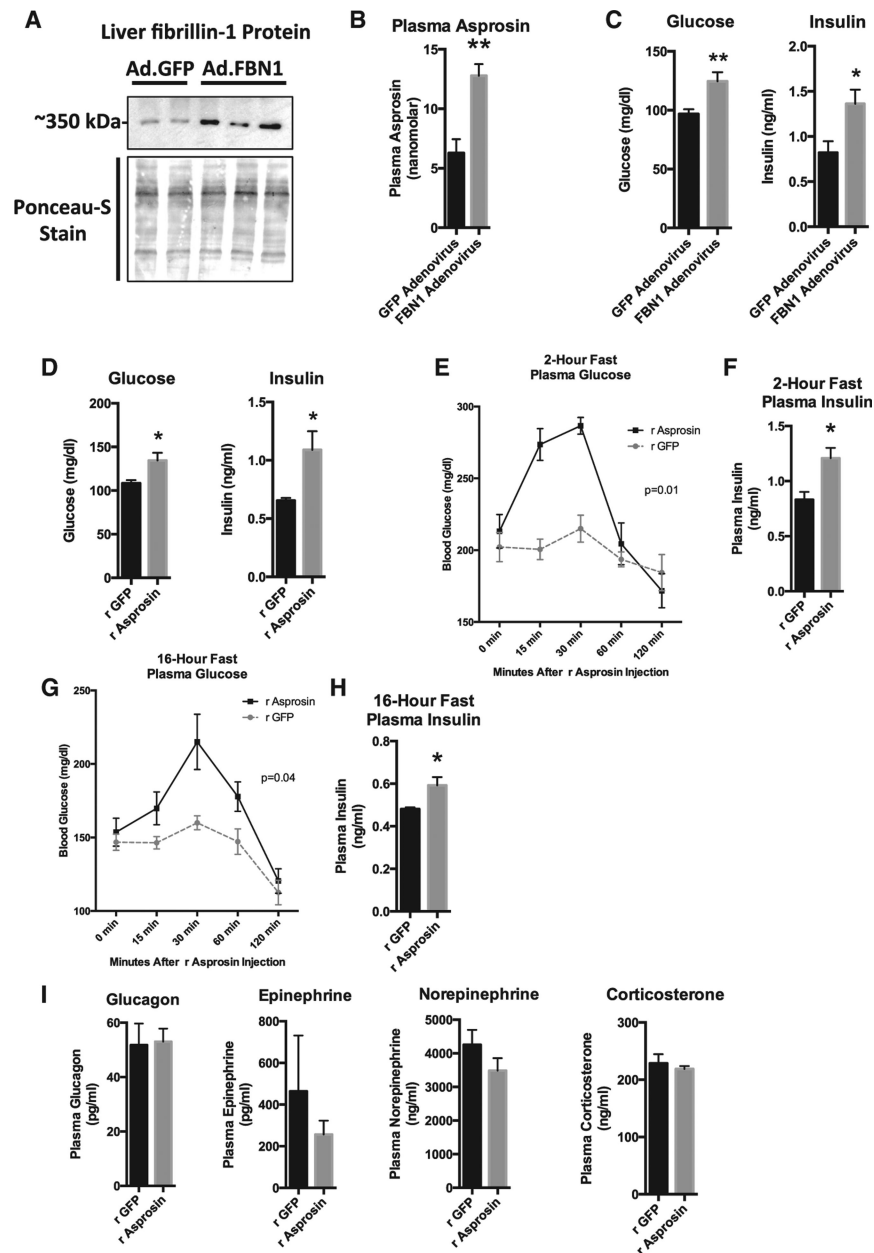 A
Liver fibrillin-1 Protein
Ad.GFP Ad.FBN1
~350 kDa
Ponceau-S
Stain
B
Plasma Asprosin
**
15
10
5
0
Plasma Asprosin
(nanomolar)
GFP Adenovirus
FBN1 Adenovirus
C
Glucose
**
150
100
50
0
Glucose (mg/dl)
GFP Adenovirus
FBN1 Adenovirus
Insulin
*
2.0
1.5
1.0
0.5
0.0
Insulin (ng/ml)
GFP Adenovirus
FBN1 Adenovirus
D
Glucose
*
200
150
100
50
0
Glucose (mg/dl)
r GFP
r Asprosin
Insulin
*
1.5
1.0
0.5
0.0
Insulin (ng/ml)
r GFP
r Asprosin
E
2-Hour Fast
Plasma Glucose
300
250
200
150
Blood Glucose (mg/dl)
r Asprosin
r GFP
p=0.01
0 min
15 min
30 min
60 min
120 min
Minutes After r Asprosin Injection
F
2-Hour Fast
Plasma Insulin
*
1.5
1.0
0.5
0.0
Plasma Insulin
(ng/ml)
r GFP
r Asprosin
G
16-Hour Fast
Plasma Glucose
250
200
150
100
Blood Glucose (mg/dl)
r Asprosin
r GFP
p=0.04
0 min
15 min
30 min
60 min
120 min
Minutes After r Asprosin Injection
H
16-Hour Fast
Plasma Insulin
*
0.8
0.6
0.4
0.2
0.0
Plasma Insulin
(ng/ml)
r GFP
r Asprosin
I
Glucagon
60
40
20
0
Plasma Glucagon
(pg/ml)
r GFP
r Asprosin
Epinephrine
800
600
400
200
0
Plasma Epinephrine
(pg/ml)
r GFP
r Asprosin
Norepinephrine
5000
4000
3000
2000
1000
0
Plasma Norepinephrine
(ng/ml)
r GFP
r Asprosin
Corticosterone
300
200
100
0
Plasma Corticosterone
(ng/ml)
r GFP
r Asprosin